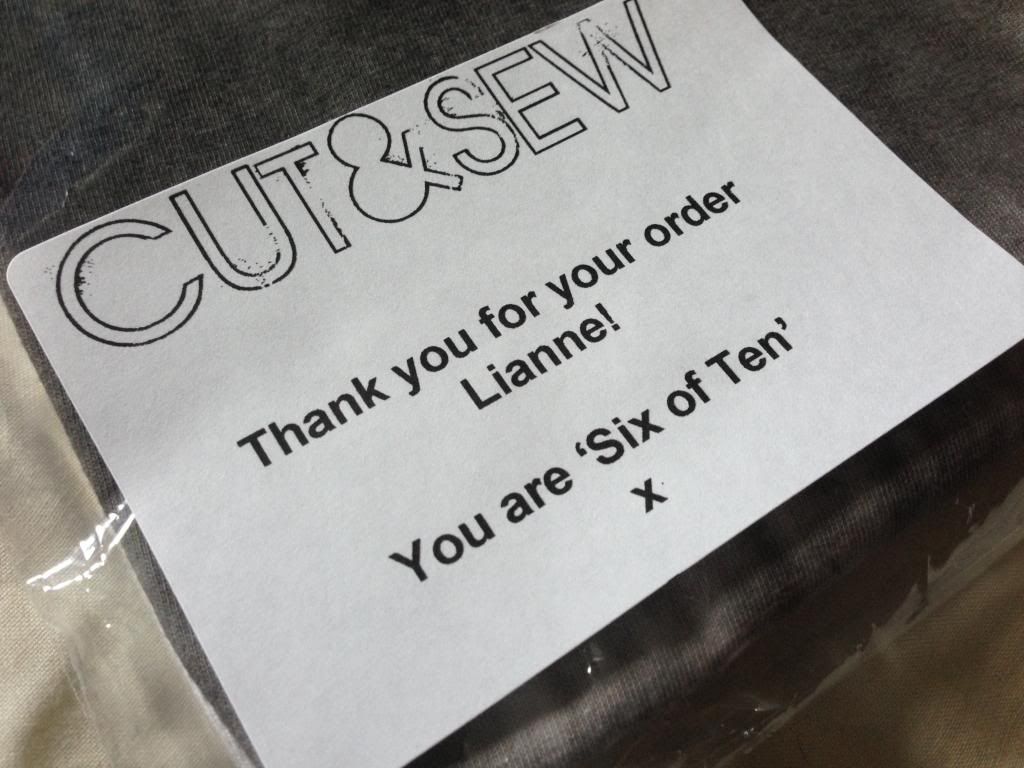 CUT&SEW
Thank you for your order
Lianne!
You are ‘Six of Ten’
x